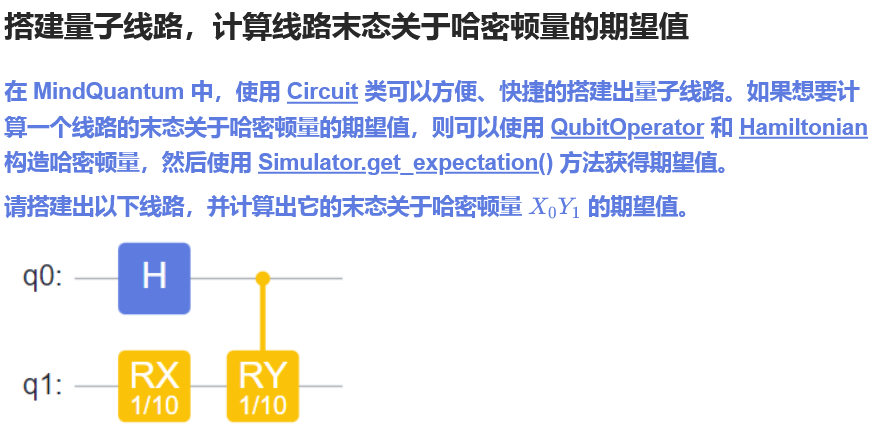 搭建量子线路，计算线路末态关于哈密顿量的期望值
在 MindQuantum 中，使用 Circuit 类可以方便、快捷的搭建出量子线路。如果想要计
算一个线路的末态关于哈密顿量的期望值，则可以使用 QubitOperator 和 Hamiltonian
构造哈密顿量，然后使用 Simulator.get_expectation() 方法获得期望值。
请搭建出以下线路，并计算出它的末态关于哈密顿量 X₀Y₁ 的期望值。
q0: H
q1: RX RY
1/10 1/10